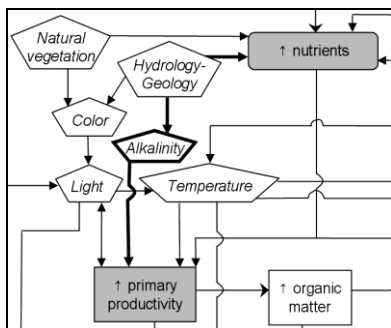 Natural
vegetation
Hydrology-
Geology
↑ nutrients
Color
Alkalinity
Light
Temperature
↑ primary
productivity
↑ organic
matter